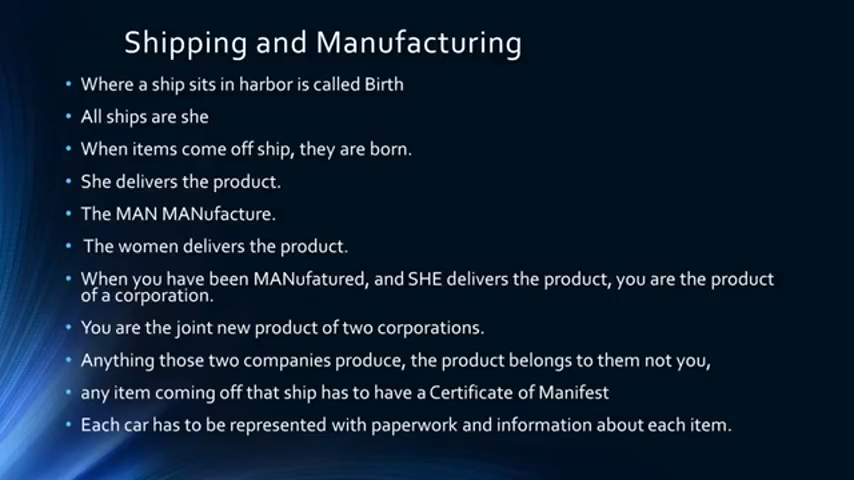 Shipping and Manufacturing
• Where a ship sits in harbor is called Birth
• All ships are she
• When items come off ship, they are born.
• She delivers the product.
• The MAN MANufacture.
• The women delivers the product.
• When you have been MANufatured, and SHE delivers the product, you are the product
of a corporation.
• You are the joint new product of two corporations.
• Anything those two companies produce, the product belongs to them not you,
• any item coming off that ship has to have a Certificate of Manifest
• Each car has to be represented with paperwork and information about each item.